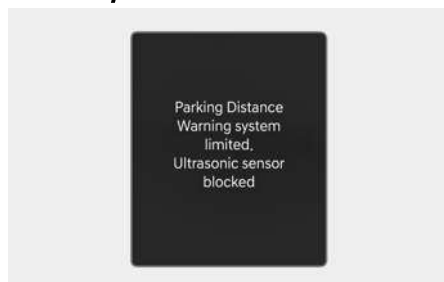 Parking Distance
Warning system
limited.
Ultrasonic sensor
blocked